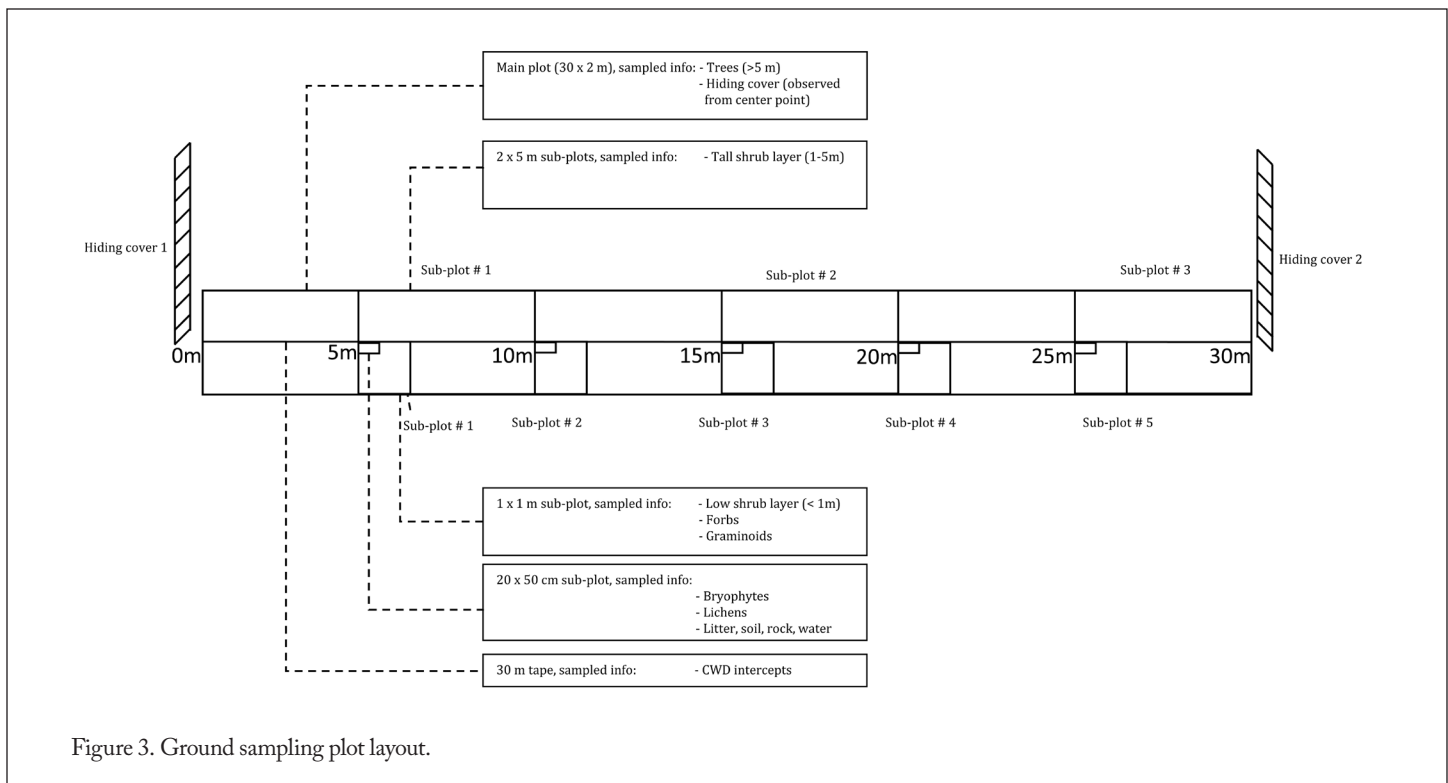 Main plot (30 x 2 m), sampled info: - Trees (>5 m)
- Hiding cover (observed
from center point)
2 x 5 m sub-plots, sampled info: - Tall shrub layer (1-5m)
Hiding cover 1
Sub-plot # 1
Sub-plot # 2
Sub-plot # 3
Hiding cover 2
0m
5m
10m
15m
20m
25m
30m
Sub-plot # 1
Sub-plot # 2
Sub-plot # 3
Sub-plot # 4
Sub-plot # 5
1 x 1 m sub-plot, sampled info: - Low shrub layer (< 1m)
- Forbs
- Graminoids
20 x 50 cm sub-plot, sampled info:
- Bryophytes
- Lichens
- Litter, soil, rock, water
30 m tape, sampled info: - CWD intercepts
Figure 3. Ground sampling plot layout.